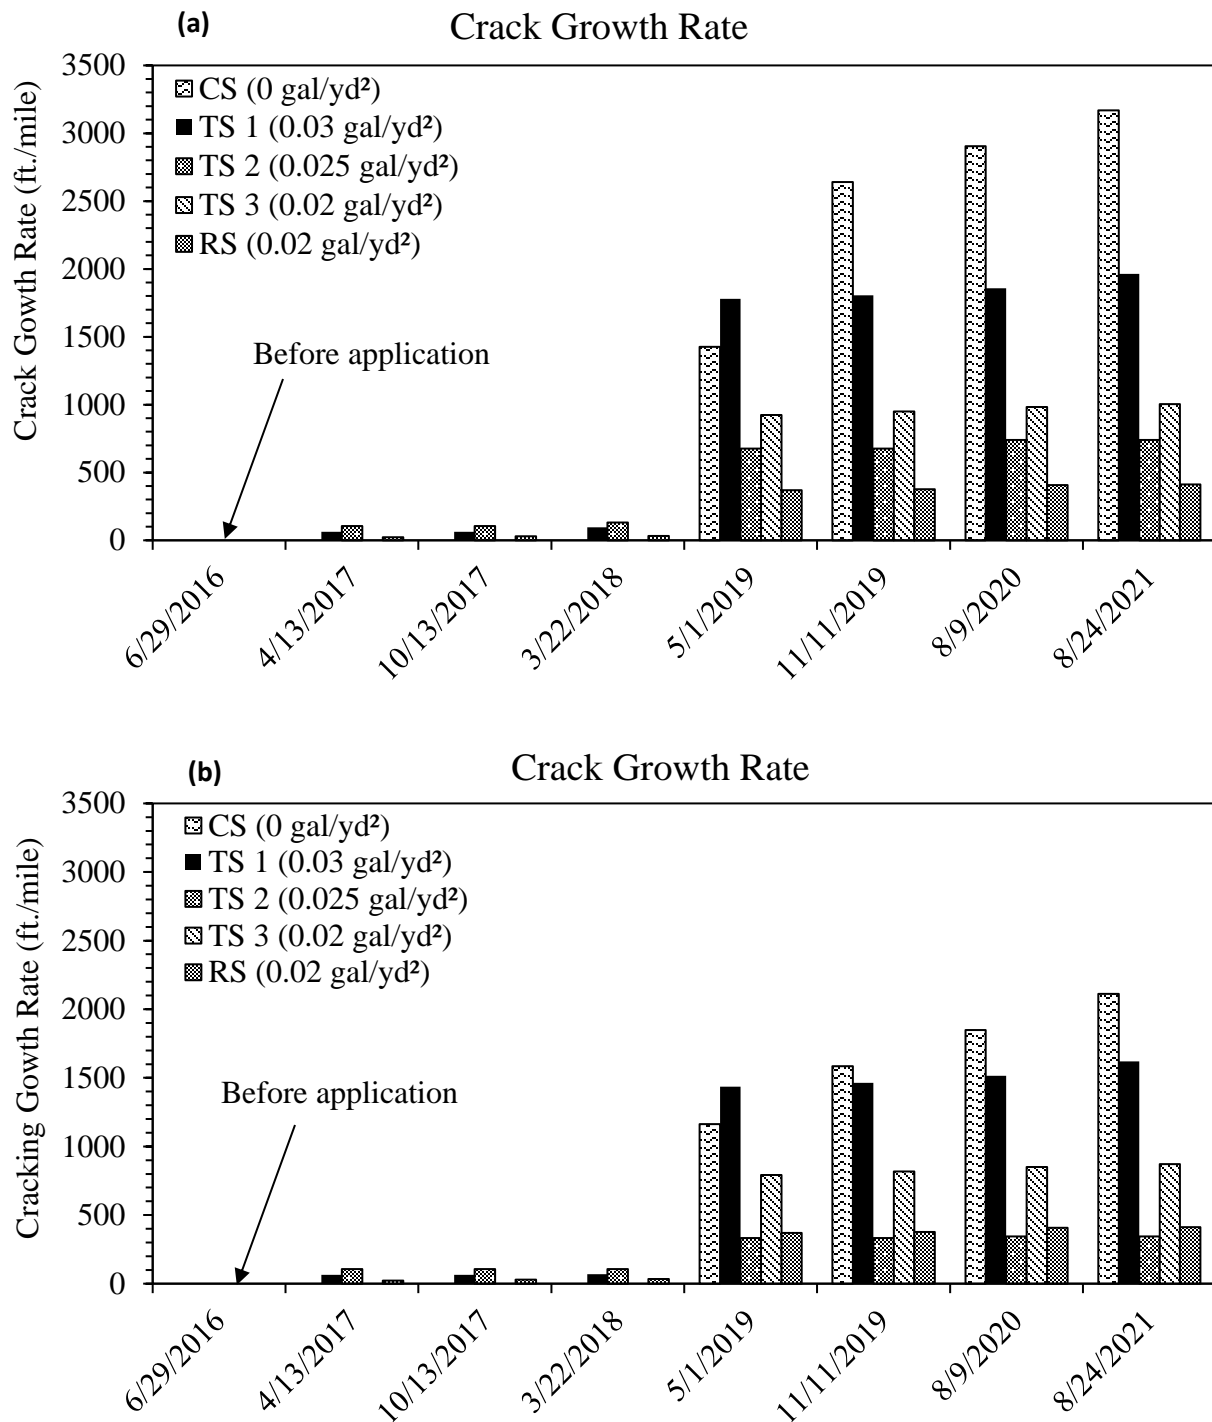 (a)
Crack Growth Rate
Crack Gowth Rate (ft./mile)
3500
3000
2500
2000
1500
1000
500
0
CS (0 gal/yd²)
TS 1 (0.03 gal/yd²)
TS 2 (0.025 gal/yd²)
TS 3 (0.02 gal/yd²)
RS (0.02 gal/yd²)
Before application
6/29/2016
4/13/2017
10/13/2017
3/22/2018
5/1/2019
11/11/2019
8/9/2020
8/24/2021
(b)
Crack Growth Rate
Cracking Gowth Rate (ft./mile)
3500
3000
2500
2000
1500
1000
500
0
CS (0 gal/yd²)
TS 1 (0.03 gal/yd²)
TS 2 (0.025 gal/yd²)
TS 3 (0.02 gal/yd²)
RS (0.02 gal/yd²)
Before application
6/29/2016
4/13/2017
10/13/2017
3/22/2018
5/1/2019
11/11/2019
8/9/2020
8/24/2021